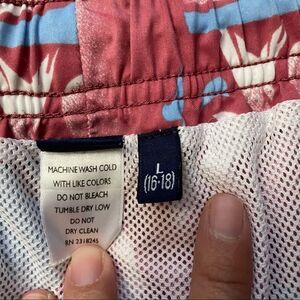 MACHINE WASH COLD
WITH LIKE COLORS
DO NOT BLEACH
TUMBLE DRY LOW
DO NOT
DRY CLEAN
RN 2318245
L
(16-18)